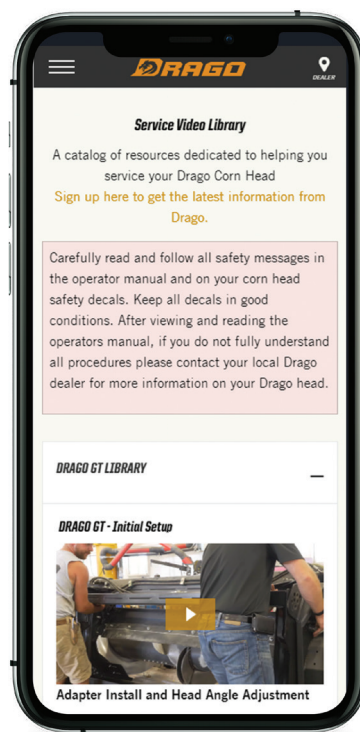 DRAGO
DEALER
Service Video Library
A catalog of resources dedicated to helping you
service your Drago Corn Head
Sign up here to get the latest information from
Drago.
Carefully read and follow all safety messages in
the operator manual and on your corn head
safety decals. Keep all decals in good
conditions. After viewing and reading the
operators manual, if you do not fully understand
all procedures please contact your local Drago
dealer for more information on your Drago head.
DRAGO GT LIBRARY
DRAGO GT - Initial Setup
Adapter Install and Head Angle Adjustment